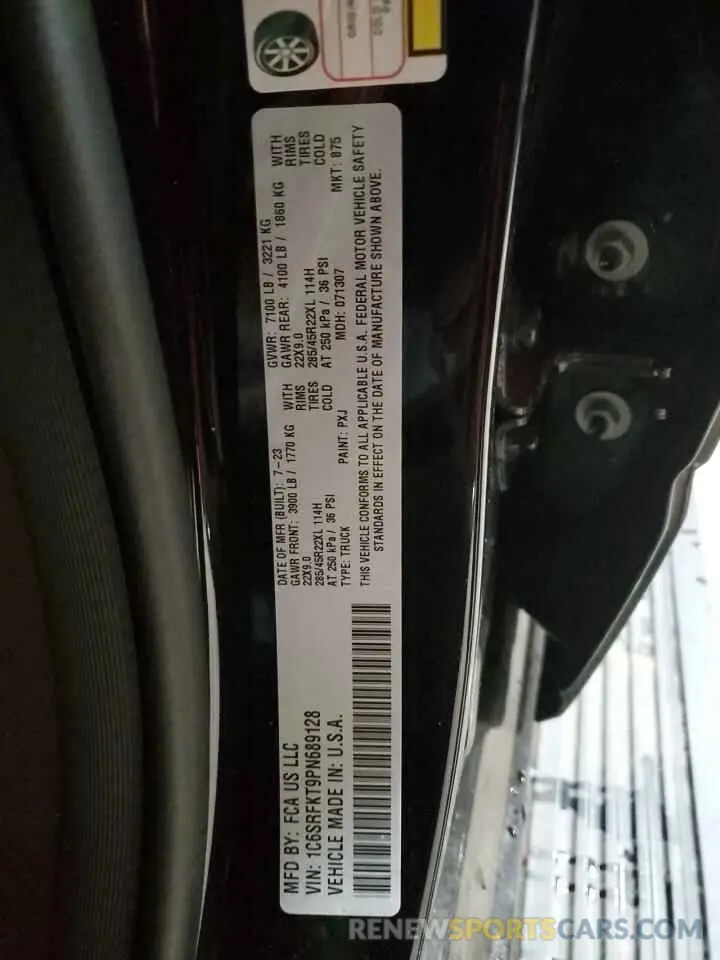 MFD BY: FCA US LLC
VIN: 1C6SRFKT9PN689128
VEHICLE MADE IN: U.S.A.
DATE OF MFR (BUILT): 7-23
GAWR FRONT: 3900 LB / 1770 KG WITH
22X9.0 RIMS
285/45R22XL 114H TIRES
AT 250 kPa / 36 PSI COLD
TYPE: TRUCK PAINT: PXJ
GVWR: 7100 LB / 3221 KG
GAWR REAR: 4100 LB / 1860 KG WITH
22X9.0 RIMS
285/45R22XL 114H TIRES
AT 250 kPa / 36 PSI COLD
MDH: 071307 MKT: 875
THIS VEHICLE CONFORMS TO ALL APPLICABLE U.S.A. FEDERAL MOTOR VEHICLE SAFETY
STANDARDS IN EFFECT ON THE DATE OF MANUFACTURE SHOWN ABOVE.
RENEWSPORTSCARS.COM